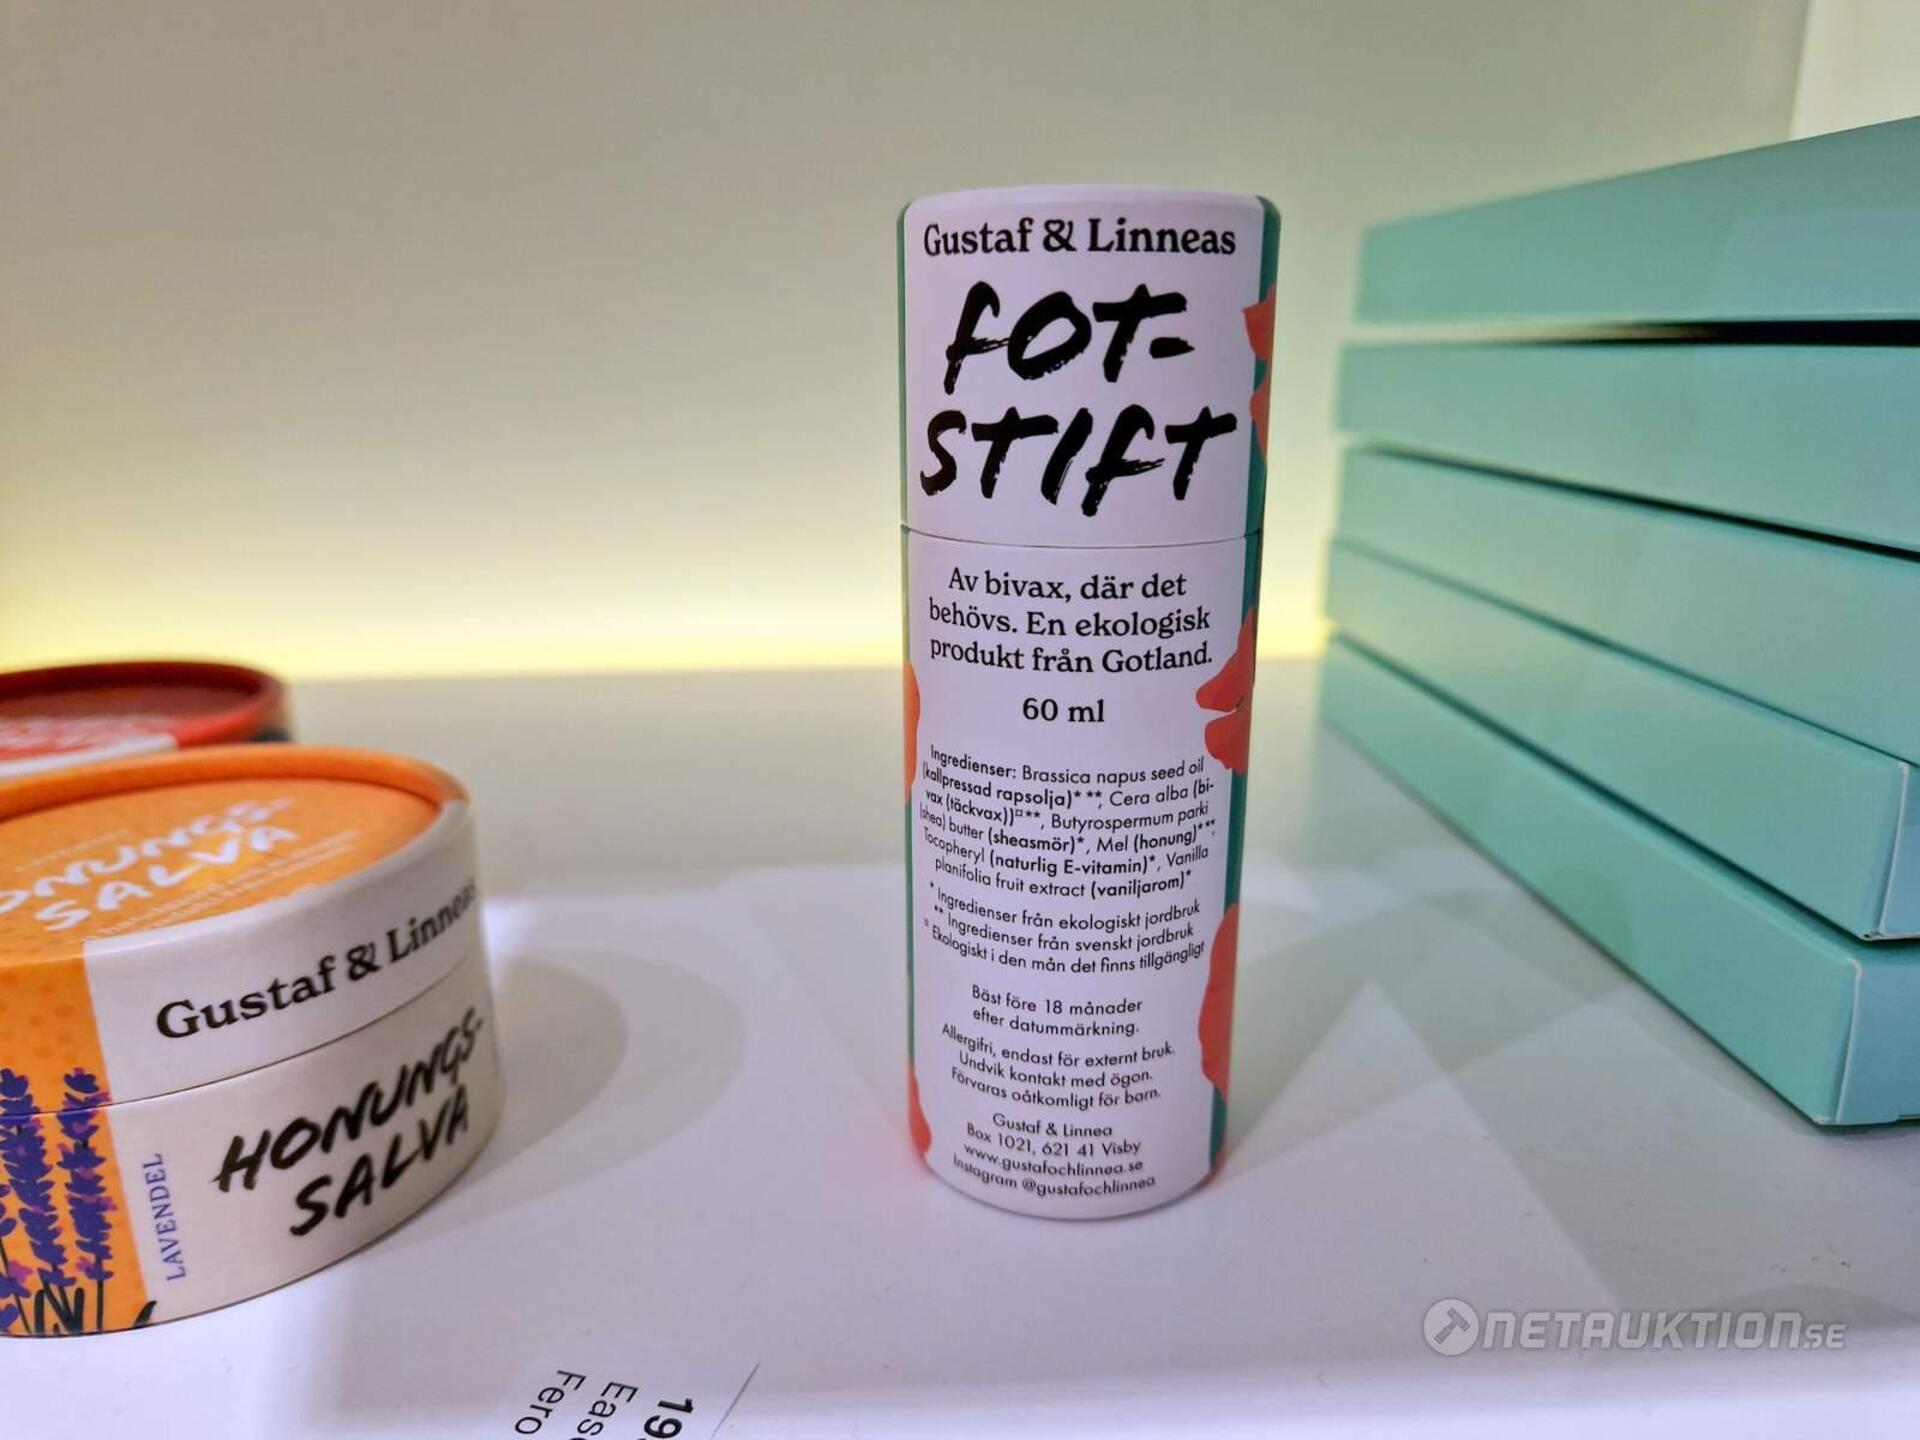 Gustaf & Linneas
FOT-
STIFT
Av bivax, där det
behövs. En ekologisk
produkt från Gotland.
60 ml
Ingredienser: Brassica napus seed oil
(kallpressad rapsolja)* **, Cera alba (bi-
vax (täckvax))¤**, Butyrospermum parki
(shea) butter (sheasmör)*, Mel (honung)* **,
Tocopheryl (naturlig E-vitamin)*, Vanilla
planifolia fruit extract (vaniljarom)*
* Ingredienser från ekologiskt jordbruk
** Ingredienser från svenskt jordbruk
¤ Ekologiskt i den mån det finns tillgängligt
Bäst före 18 månader
efter datummärkning.
Allergifri, endast för externt bruk.
Undvik kontakt med ögon.
Förvaras oåtkomligt för barn.
Gustaf & Linnea
Box 1021, 621 41 Visby
www.gustafochlinnea.se
Instagram @gustafochlinnea
HONUNGS-
SALVA
Gustaf & Linneas
HONUNGS-
SALVA
LAVENDEL
Fero
NETAUKTION.SE